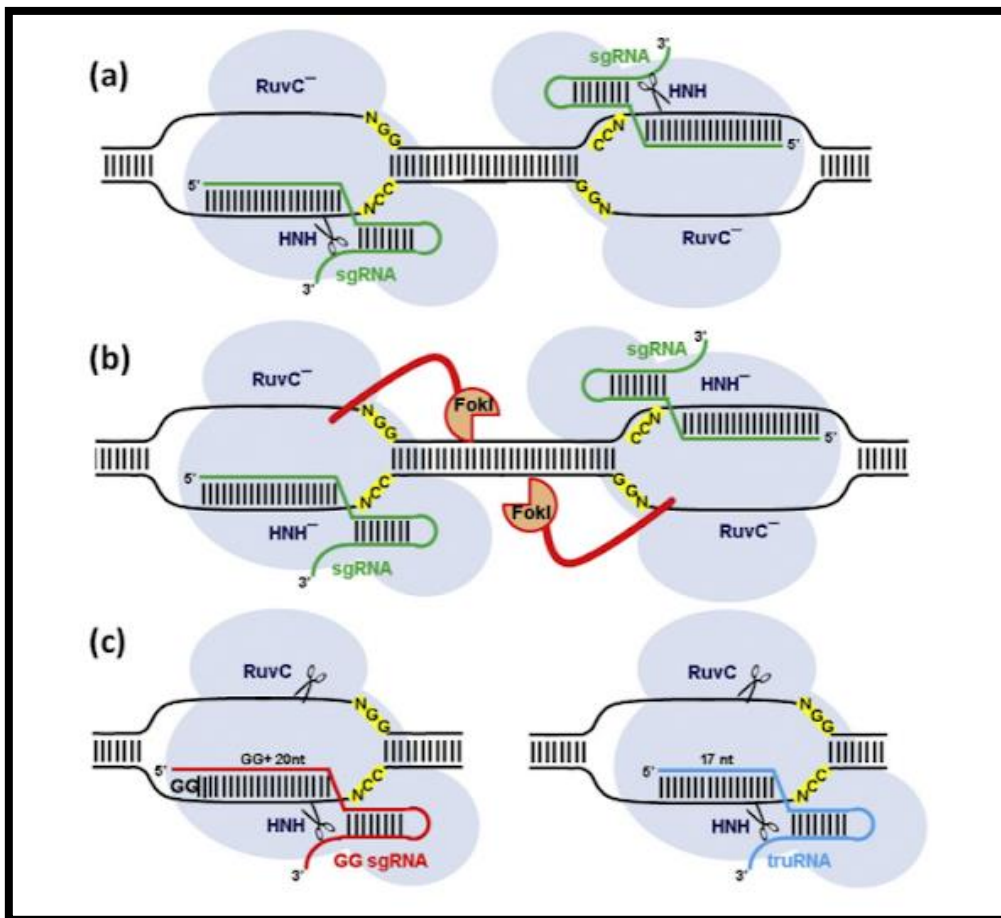 (a)
RuvC–
NGG
5'
NCC
HNH
sgRNA
3'
3'
sgRNA
HNH
CCN
5'
GGN
RuvC–
(b)
RuvC–
NGG
FokI
5'
NCC
HNH–
sgRNA
3'
3'
sgRNA
HNH–
CCN
5'
GGN
FokI
RuvC–
(c)
RuvC
NGG
GG+ 20nt
5'
GG
NCC
HNH
GG sgRNA
3'
RuvC
NGG
17 nt
5'
NCC
HNH
truRNA
3'